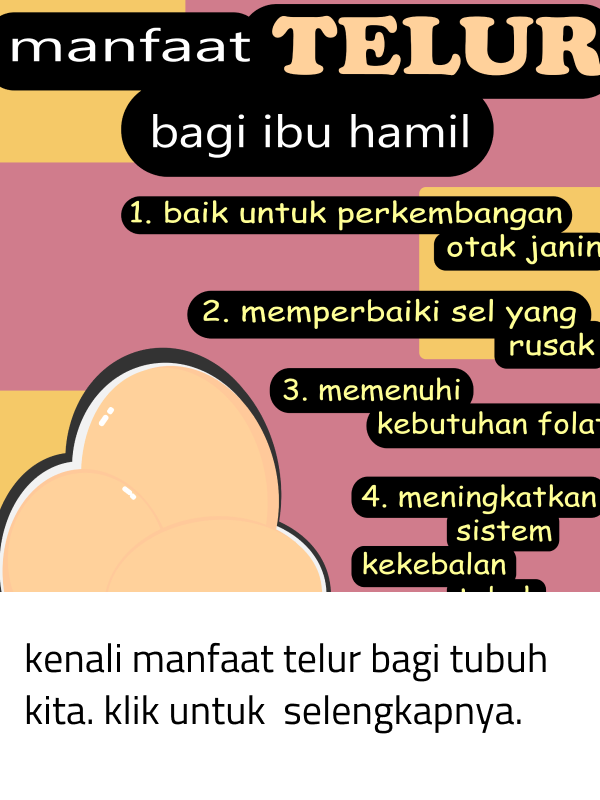 manfaat TELUR
bagi ibu hamil
1. baik untuk perkembangan
otak janin
2. memperbaiki sel yang
rusak
3. memenuhi
kebutuhan folat
4. meningkatkan
sistem
kekebalan
kenali manfaat telur bagi tubuh
kita. klik untuk selengkapnya.